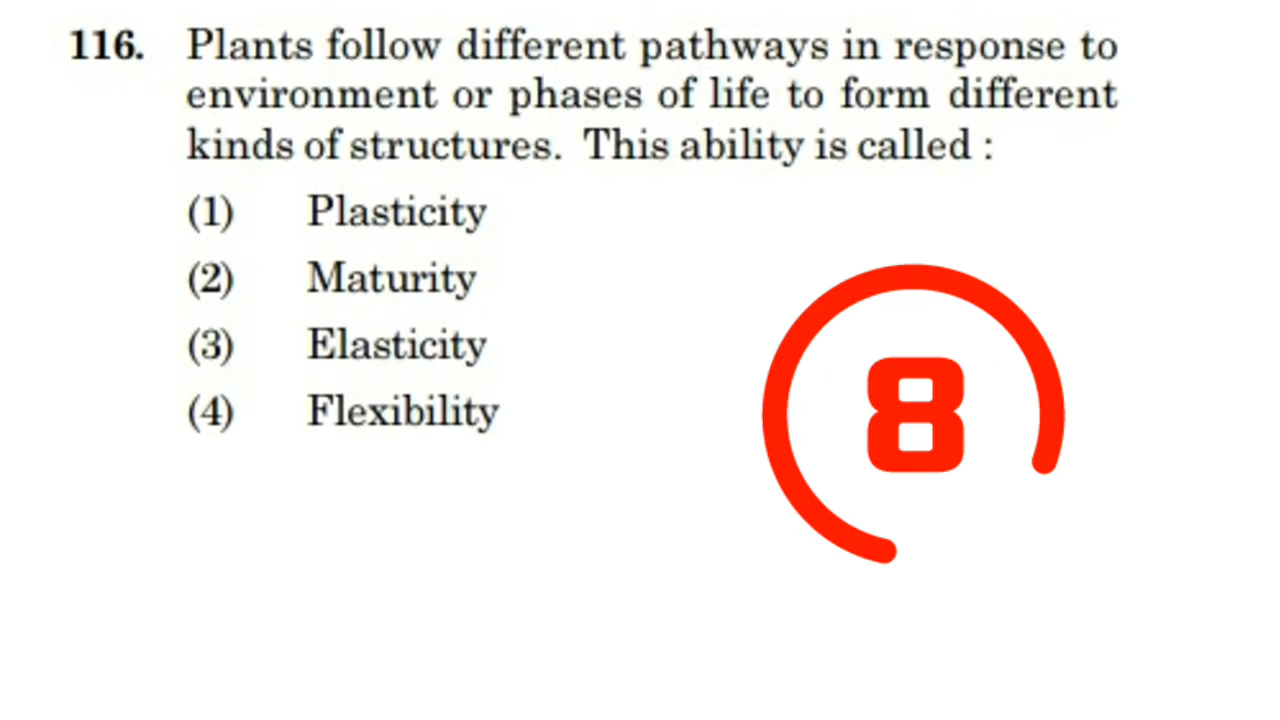 116. Plants follow different pathways in response to
environment or phases of life to form different
kinds of structures. This ability is called :
(1) Plasticity
(2) Maturity
(3) Elasticity
(4) Flexibility
8